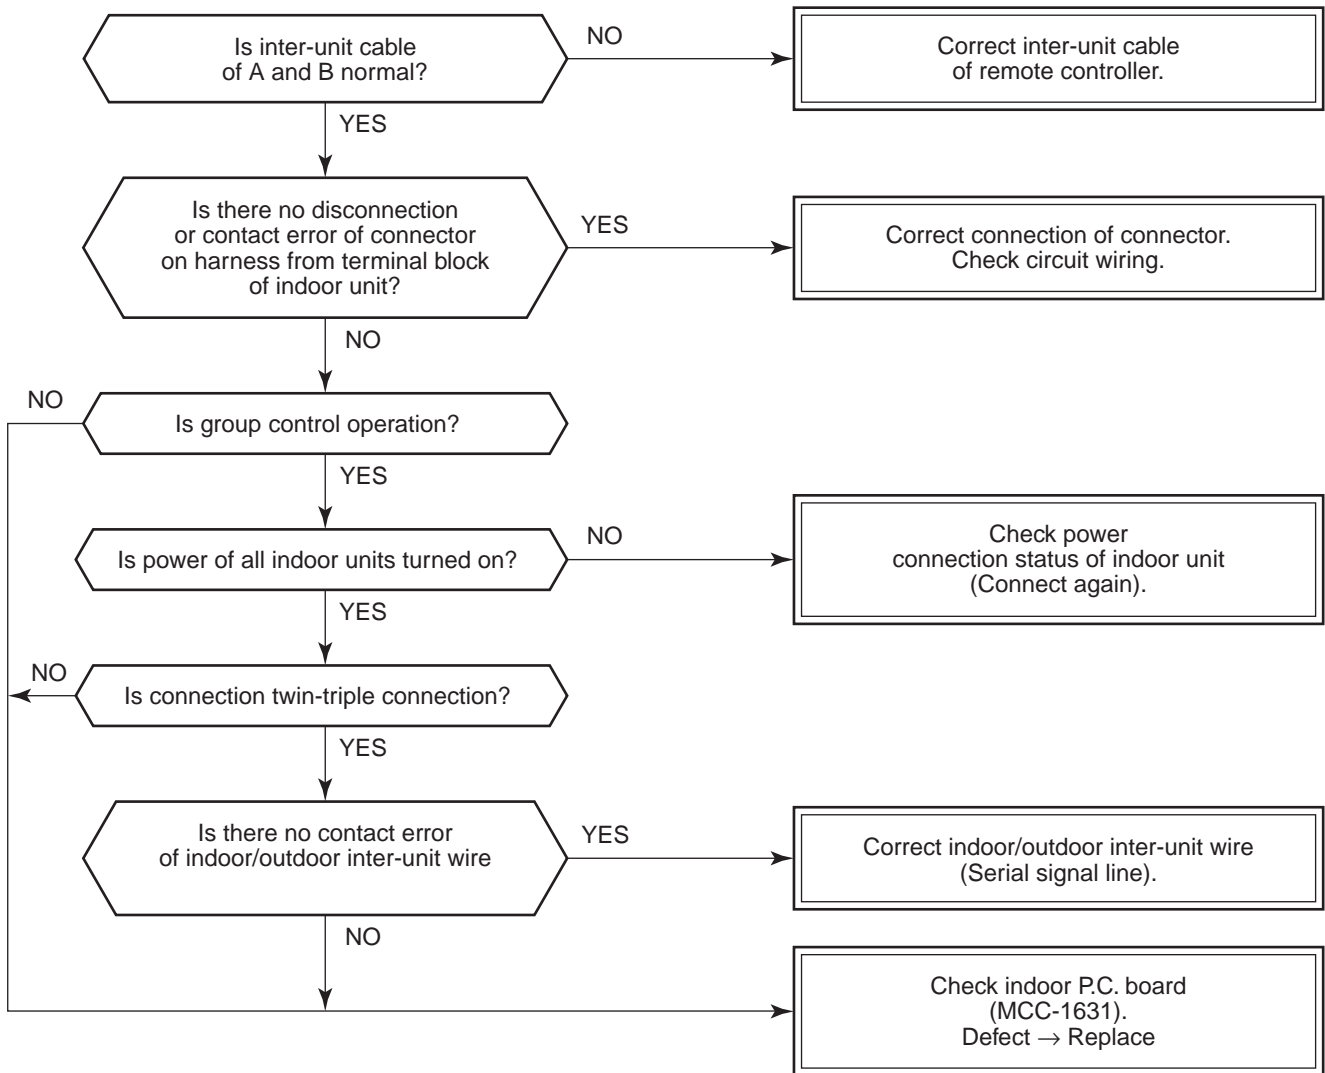 Is inter-unit cable
of A and B normal?
NO
Correct inter-unit cable
of remote controller.
YES
Is there no disconnection
or contact error of connector
on harness from terminal block
of indoor unit?
YES
Correct connection of connector.
Check circuit wiring.
NO
NO
Is group control operation?
YES
Is power of all indoor units turned on?
NO
Check power
connection status of indoor unit
(Connect again).
YES
NO
Is connection twin-triple connection?
YES
Is there no contact error
of indoor/outdoor inter-unit wire
YES
Correct indoor/outdoor inter-unit wire
(Serial signal line).
NO
Check indoor P.C. board
(MCC-1631).
Defect → Replace